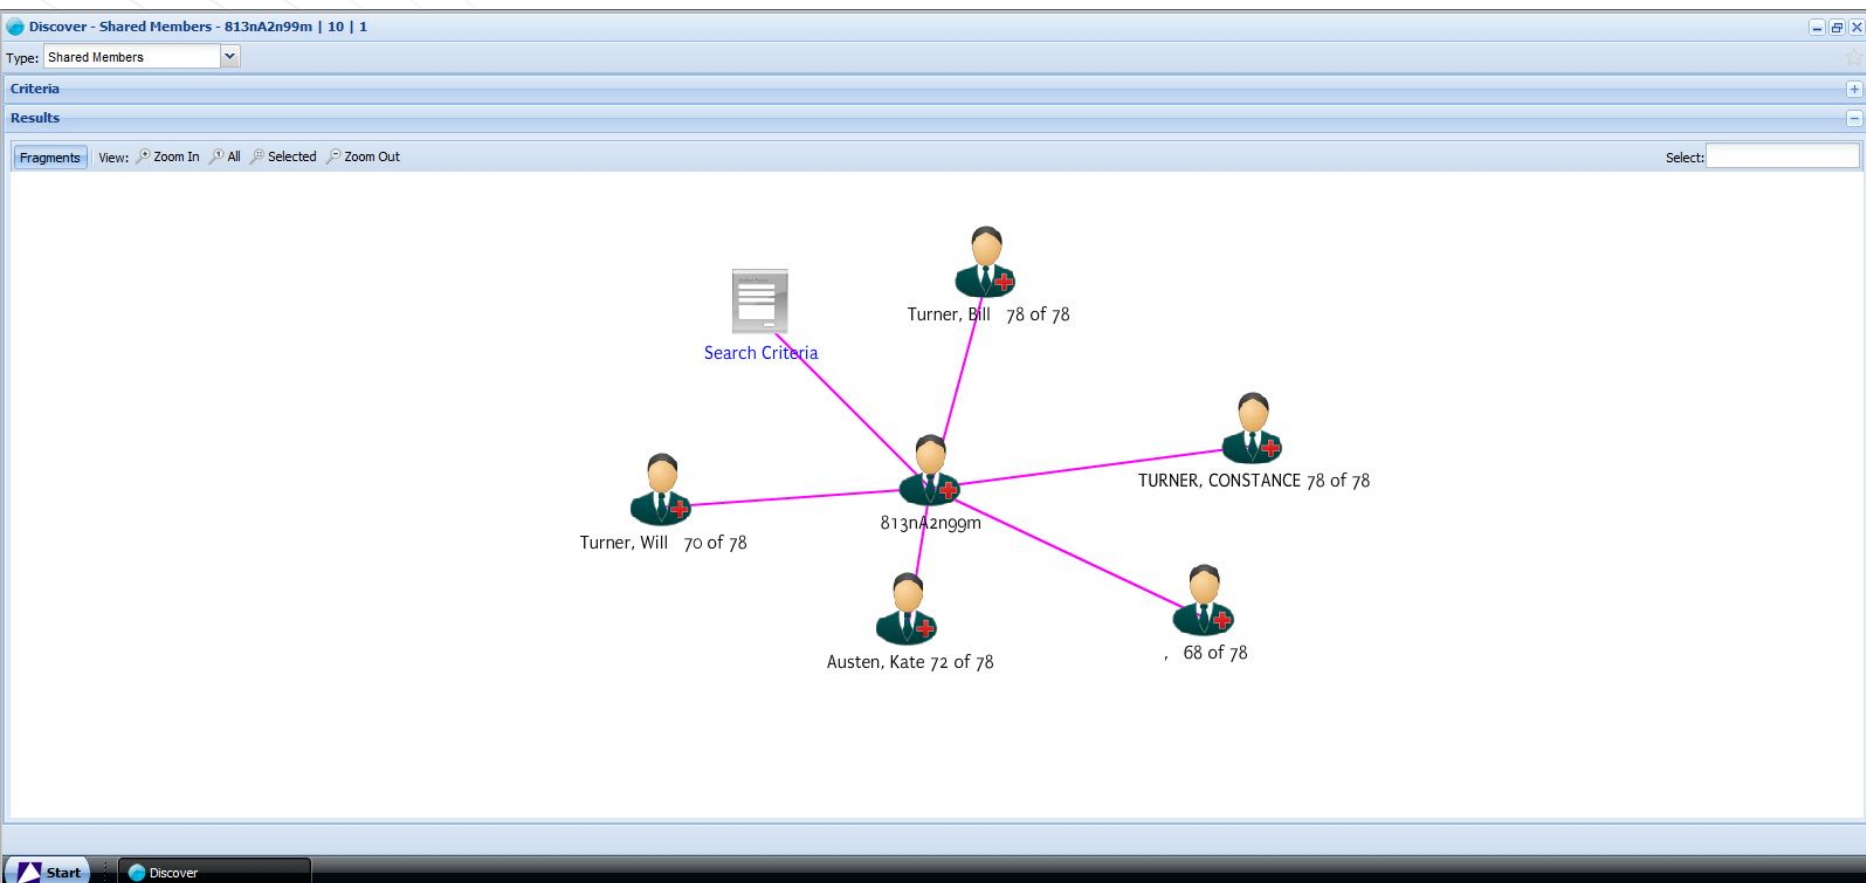 Discover - Shared Members - 813nA2n99m | 10 | 1
Type: Shared Members
Criteria
Results
Fragments View: Zoom In All Selected Zoom Out Select:
Turner, Bill 78 of 78
Search Criteria
TURNER, CONSTANCE 78 of 78
813nA2n99m
Turner, Will 70 of 78
, 68 of 78
Austen, Kate 72 of 78
Start Discover